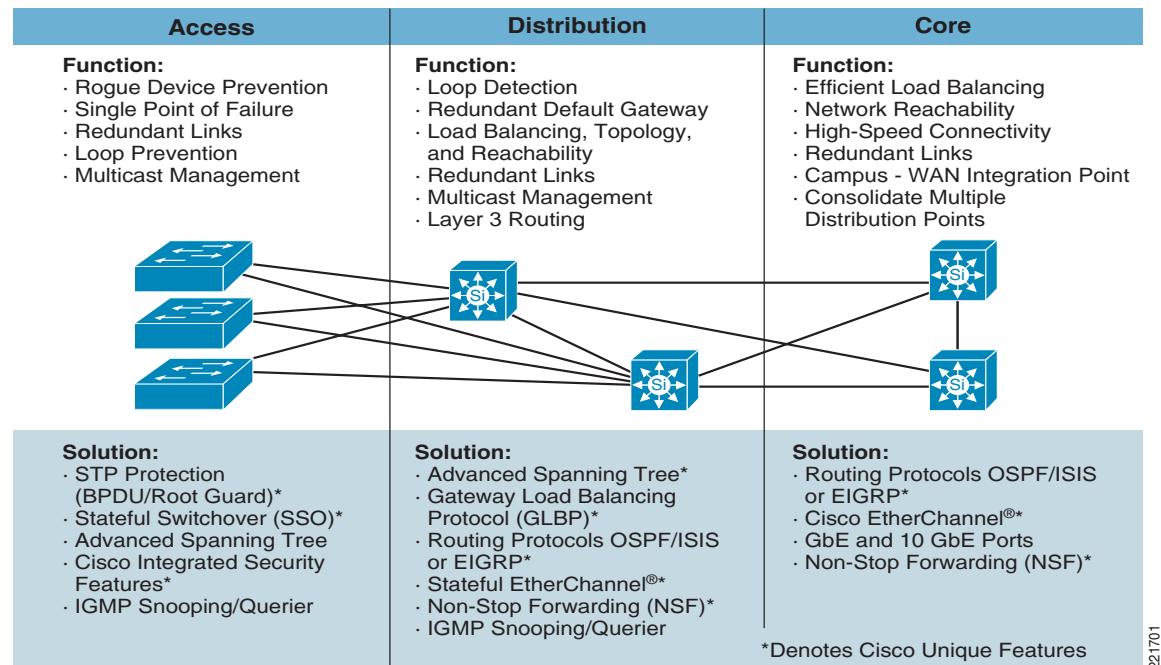 Access
Distribution
Core
Function:
· Rogue Device Prevention
· Single Point of Failure
· Redundant Links
· Loop Prevention
· Multicast Management
Function:
· Loop Detection
· Redundant Default Gateway
· Load Balancing, Topology,
and Reachability
· Redundant Links
· Multicast Management
· Layer 3 Routing
Function:
· Efficient Load Balancing
· Network Reachability
· High-Speed Connectivity
· Redundant Links
· Campus - WAN Integration Point
· Consolidate Multiple
Distribution Points
Si
Si
Si
Si
Solution:
· STP Protection
(BPDU/Root Guard)*
· Stateful Switchover (SSO)*
· Advanced Spanning Tree
· Cisco Integrated Security
Features*
· IGMP Snooping/Querier
Solution:
· Advanced Spanning Tree*
· Gateway Load Balancing
Protocol (GLBP)*
· Routing Protocols OSPF/ISIS
or EIGRP*
· Stateful EtherChannel®*
· Non-Stop Forwarding (NSF)*
· IGMP Snooping/Querier
Solution:
· Routing Protocols OSPF/ISIS
or EIGRP*
· Cisco EtherChannel®*
· GbE and 10 GbE Ports
· Non-Stop Forwarding (NSF)*
*Denotes Cisco Unique Features
221701